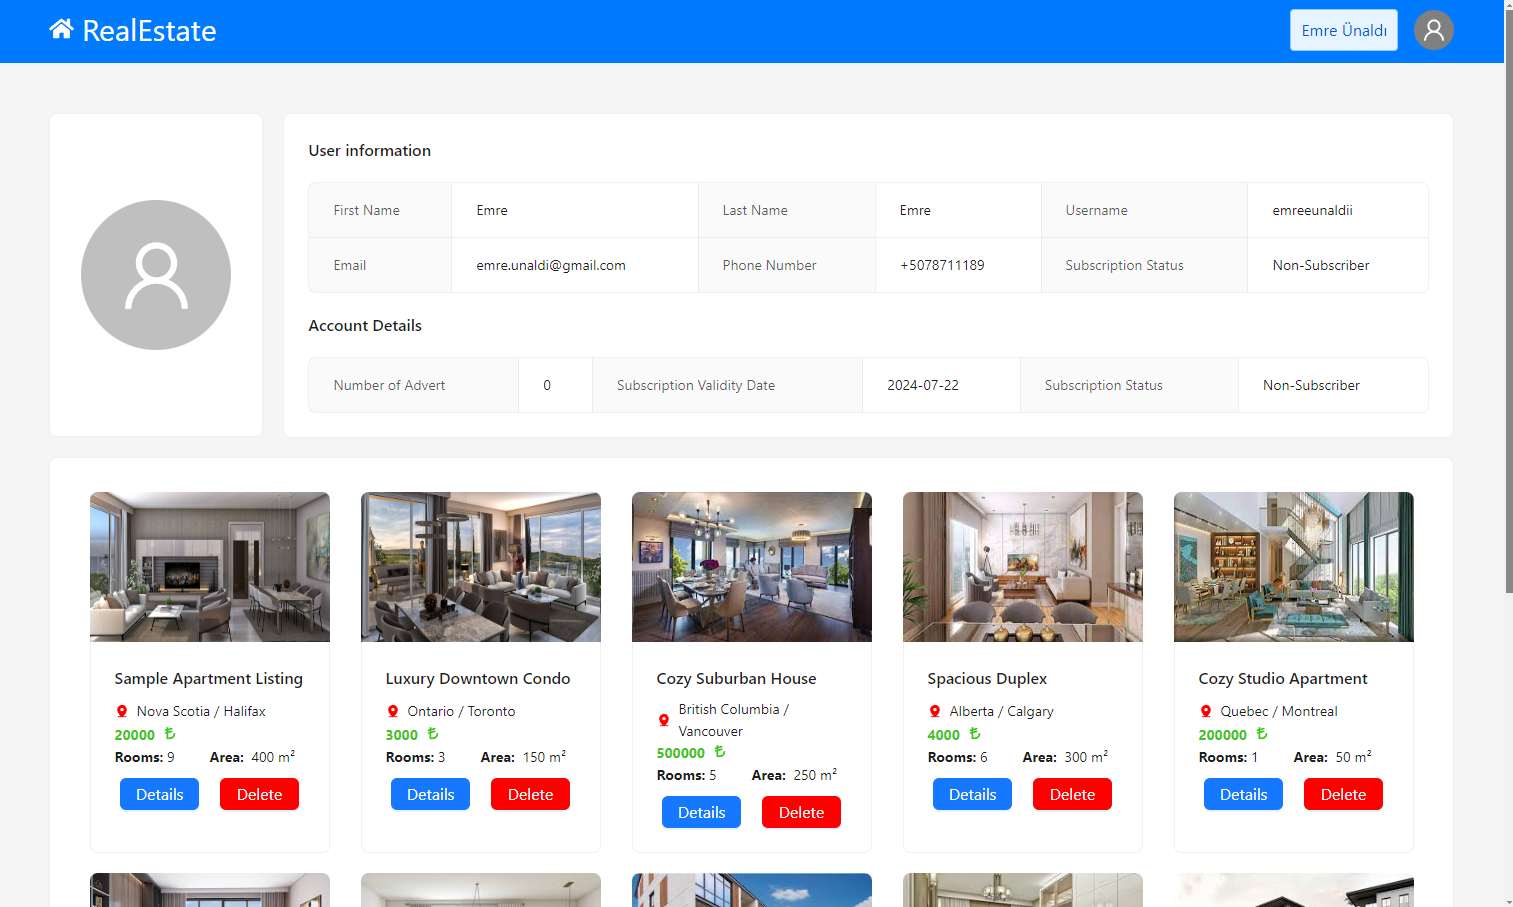 RealEstate
Emre Ünaldı
User information
First Name Emre Last Name Emre Username emreeunaldii
Email emre.unaldi@gmail.com Phone Number +5078711189 Subscription Status Non-Subscriber
Account Details
Number of Advert 0 Subscription Validity Date 2024-07-22 Subscription Status Non-Subscriber
Sample Apartment Listing
Nova Scotia / Halifax
20000 ₺
Rooms: 9 Area: 400 m²
Details Delete
Luxury Downtown Condo
Ontario / Toronto
3000 ₺
Rooms: 3 Area: 150 m²
Details Delete
Cozy Suburban House
British Columbia /
Vancouver
500000 ₺
Rooms: 5 Area: 250 m²
Details Delete
Spacious Duplex
Alberta / Calgary
4000 ₺
Rooms: 6 Area: 300 m²
Details Delete
Cozy Studio Apartment
Quebec / Montreal
200000 ₺
Rooms: 1 Area: 50 m²
Details Delete